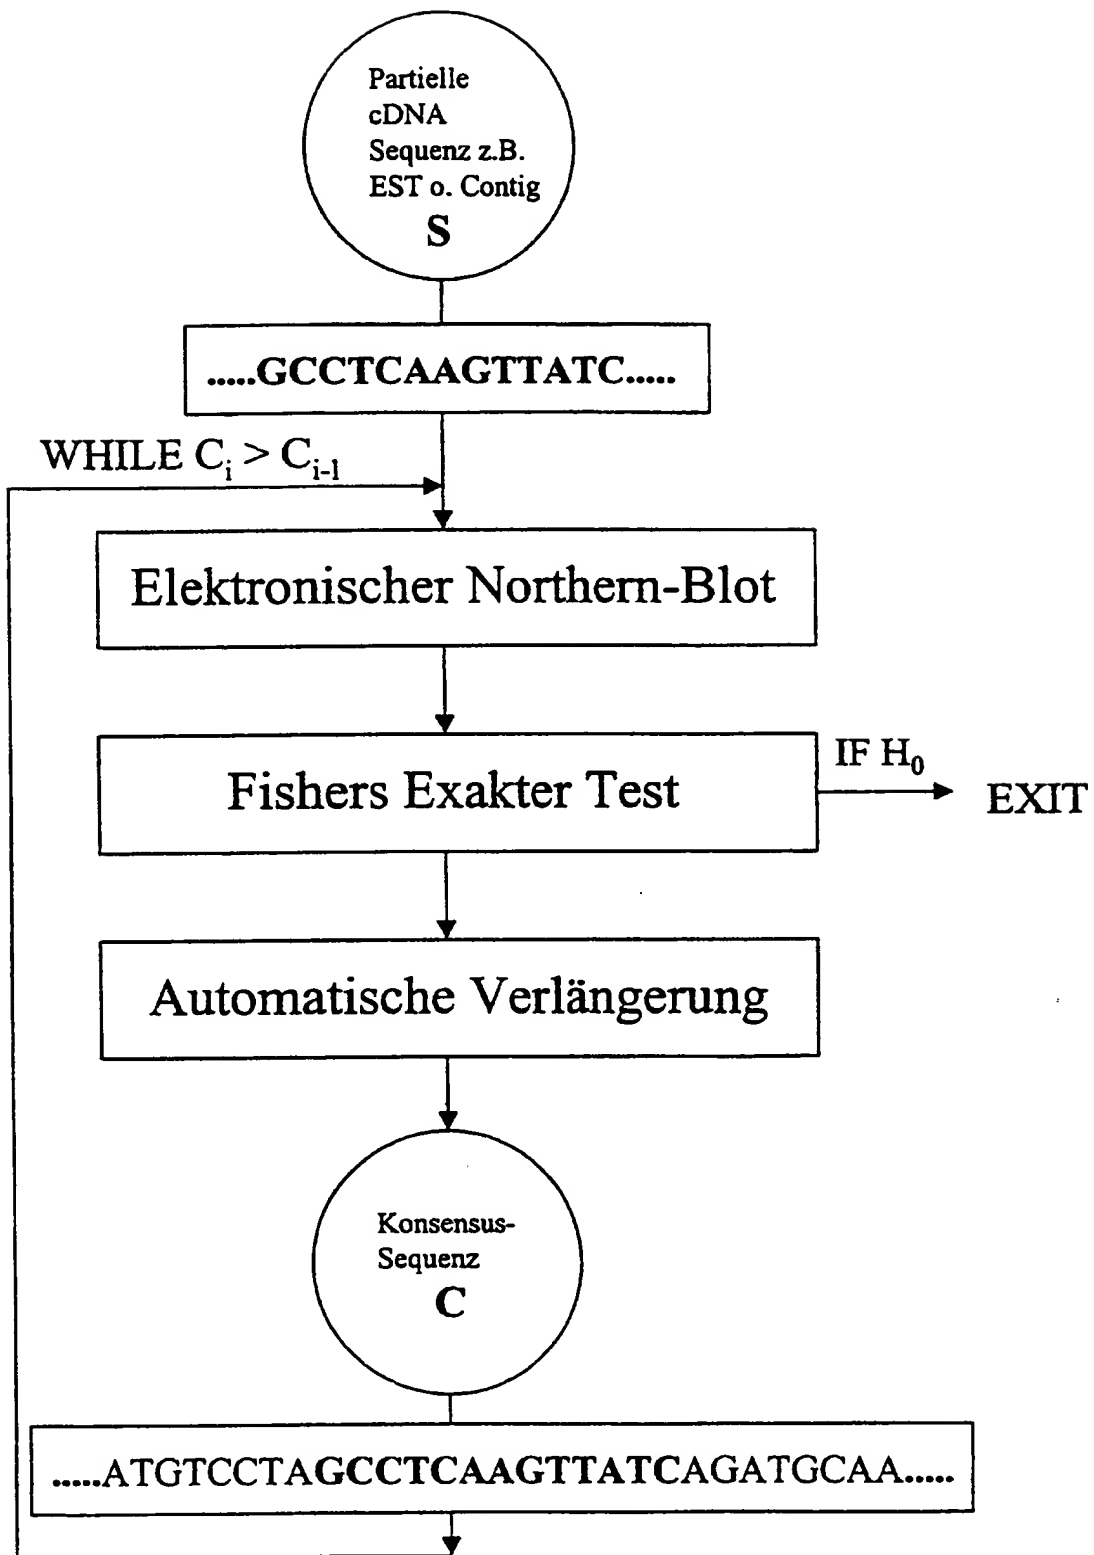 Partielle
cDNA
Sequenz z.B.
EST o. Contig
S
.....GCCTCAAGTTATC.....
WHILE Ci > Ci-1
Elektronischer Northern-Blot
Fishers Exakter Test
IF H0
EXIT
Automatische Verlängerung
Konsensus-
Sequenz
C
.....ATGTCCTAGCCTCAAGTTATCAGATGCAA.....